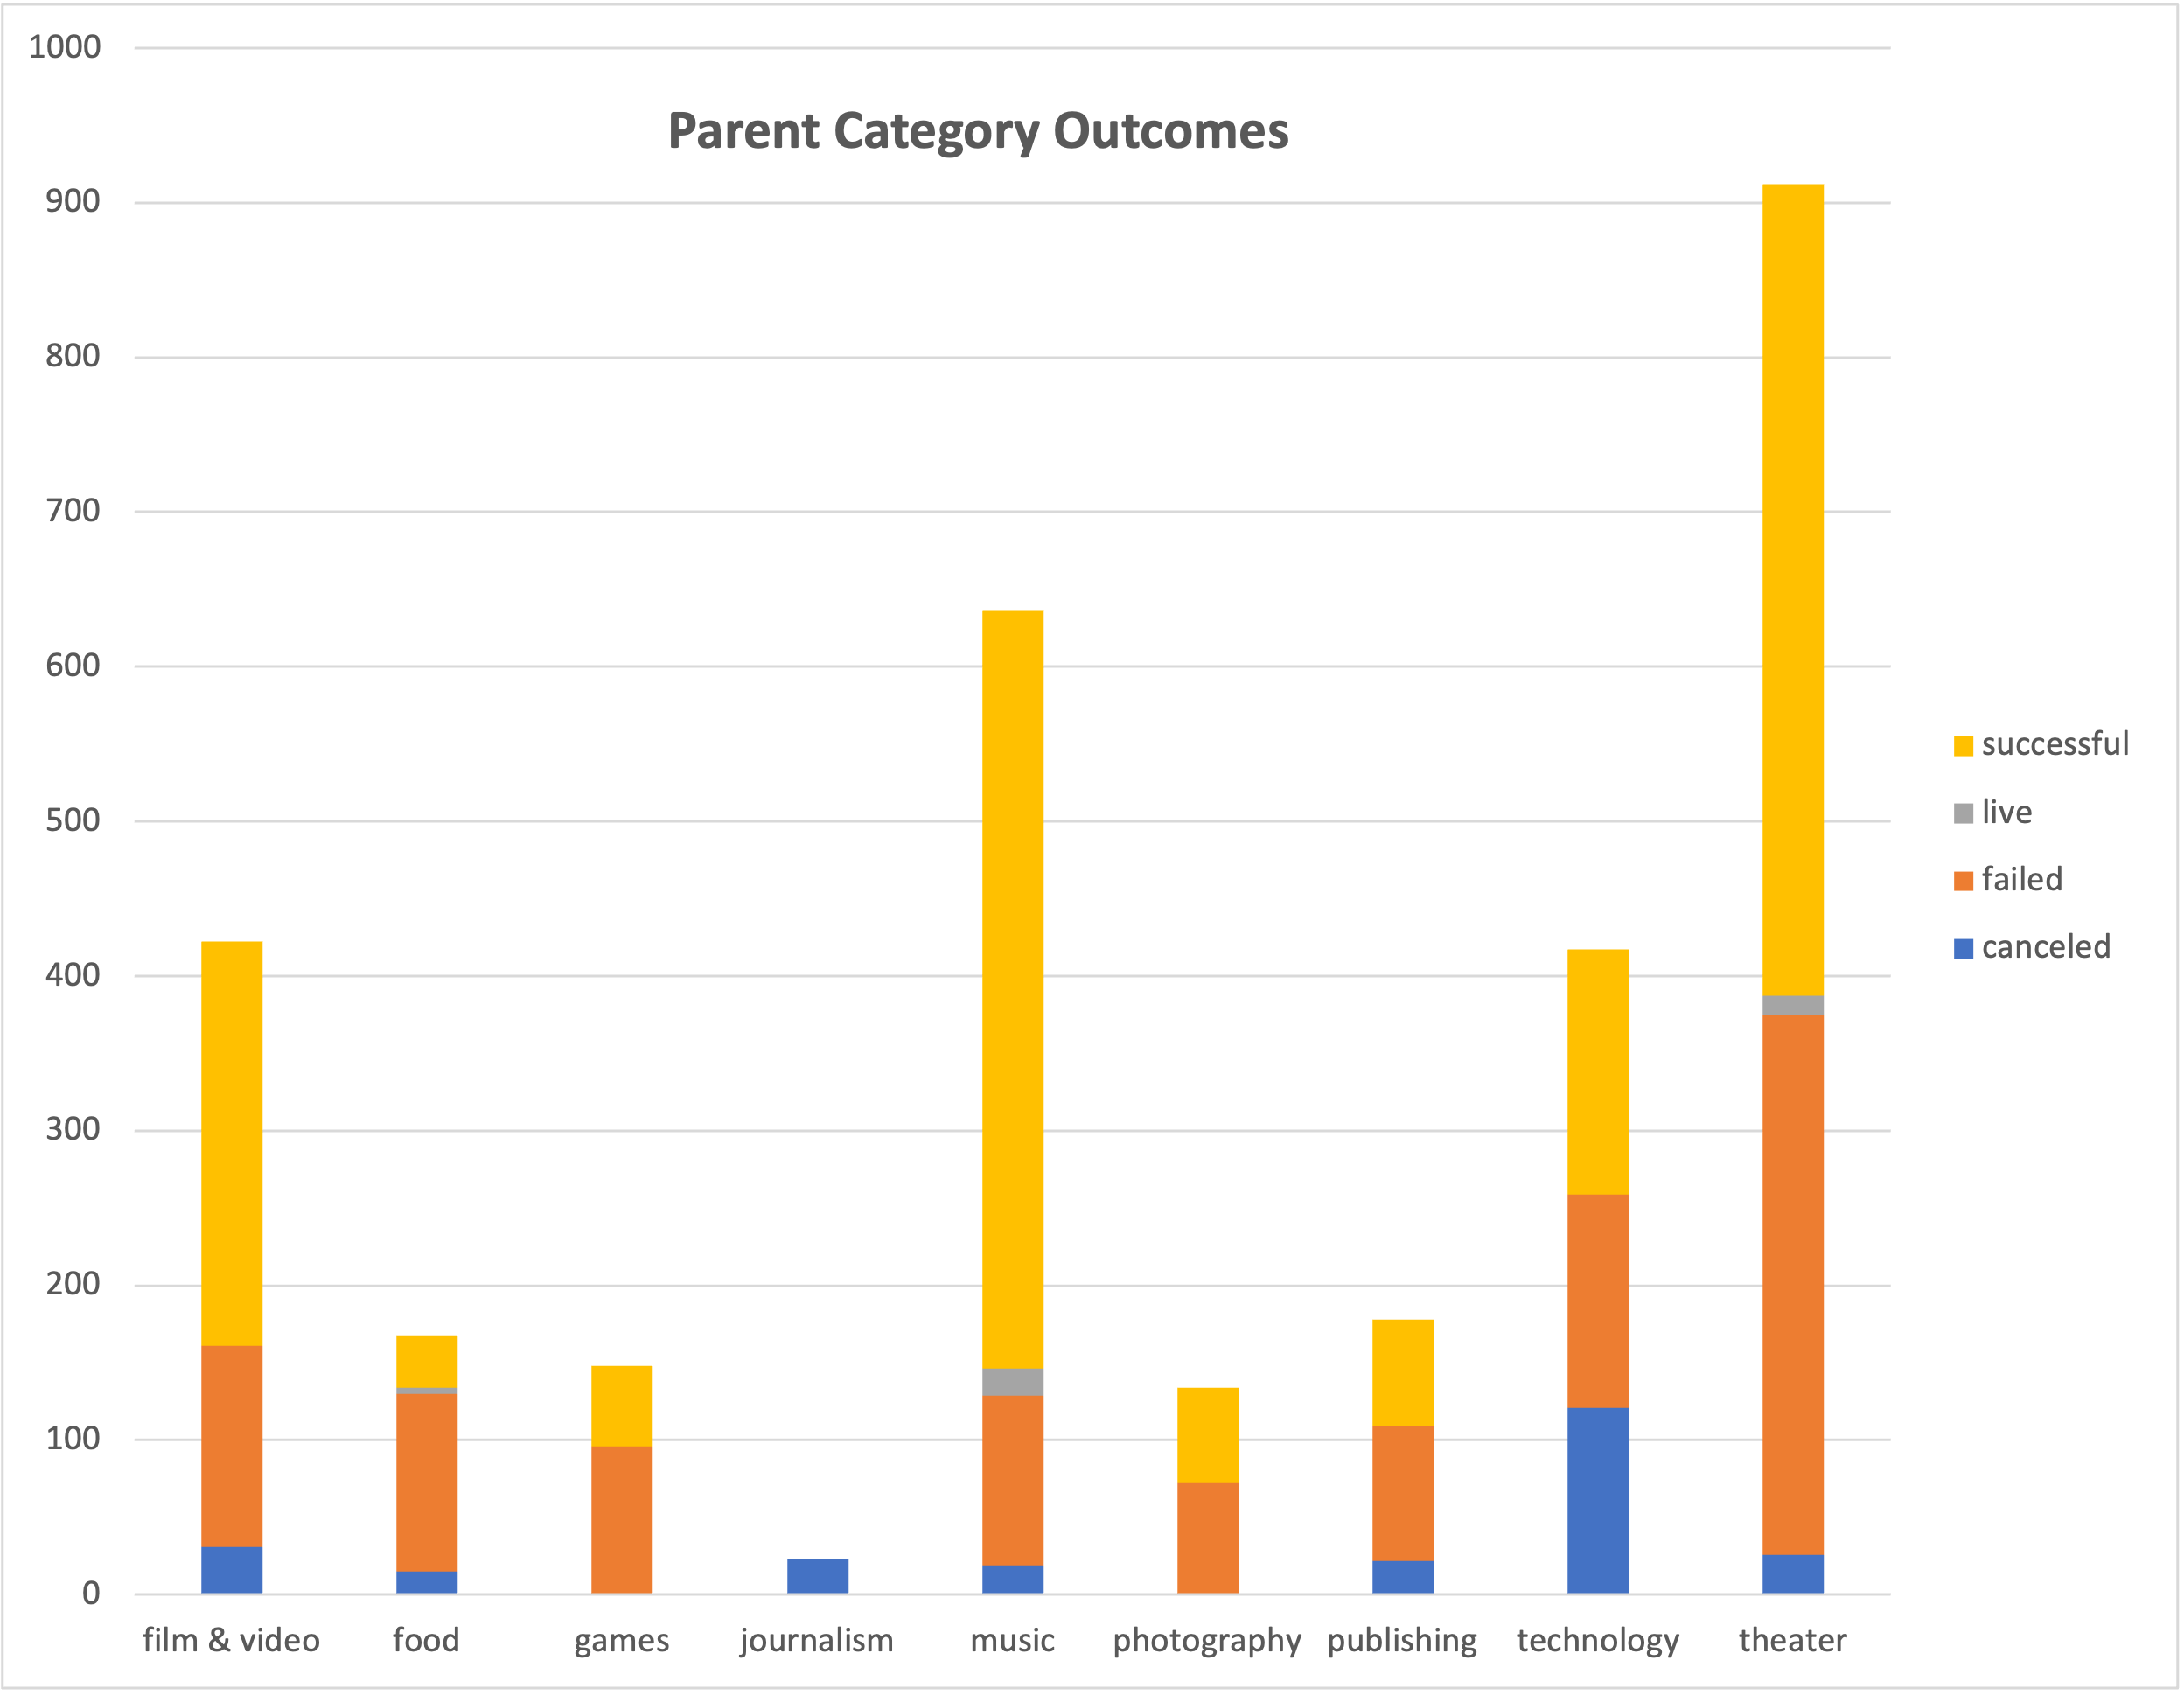 Parent Category Outcomes
1000
900
800
700
600
500
400
300
200
100
0
film & video food games journalism music photography publishing technology theater
successful
live
failed
canceled